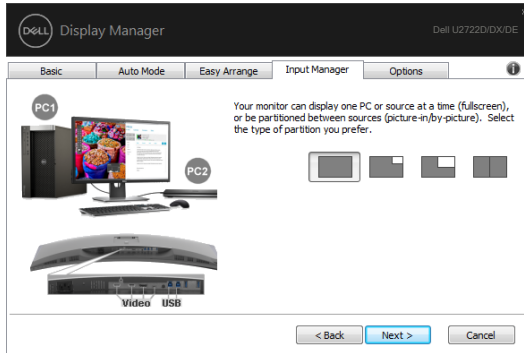 DELL Display Manager
Dell U2722D/DX/DE
Basic Auto Mode Easy Arrange Input Manager Options
PC1
Your monitor can display one PC or source at a time (fullscreen),
or be partitioned between sources (picture-in/by-picture). Select
the type of partition you prefer.
PC2
Video USB
< Back Next > Cancel